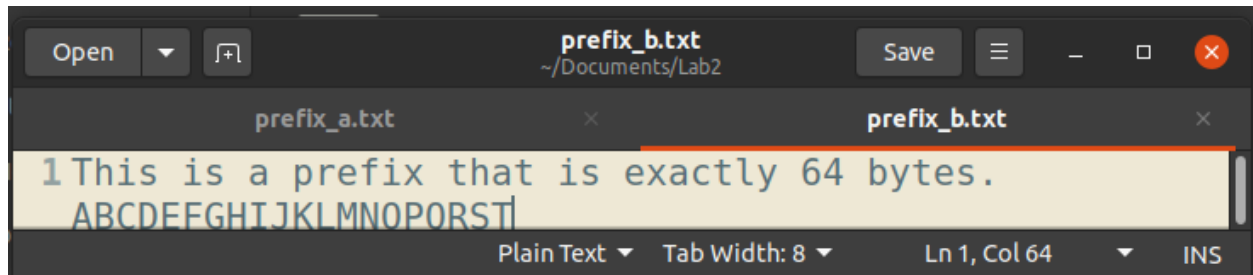 Open prefix_b.txt Save
~/Documents/Lab2
prefix_a.txt prefix_b.txt
1 This is a prefix that is exactly 64 bytes.
ABCDEFGHIJKLMNOPQRST
Plain Text Tab Width: 8 Ln 1, Col 64 INS